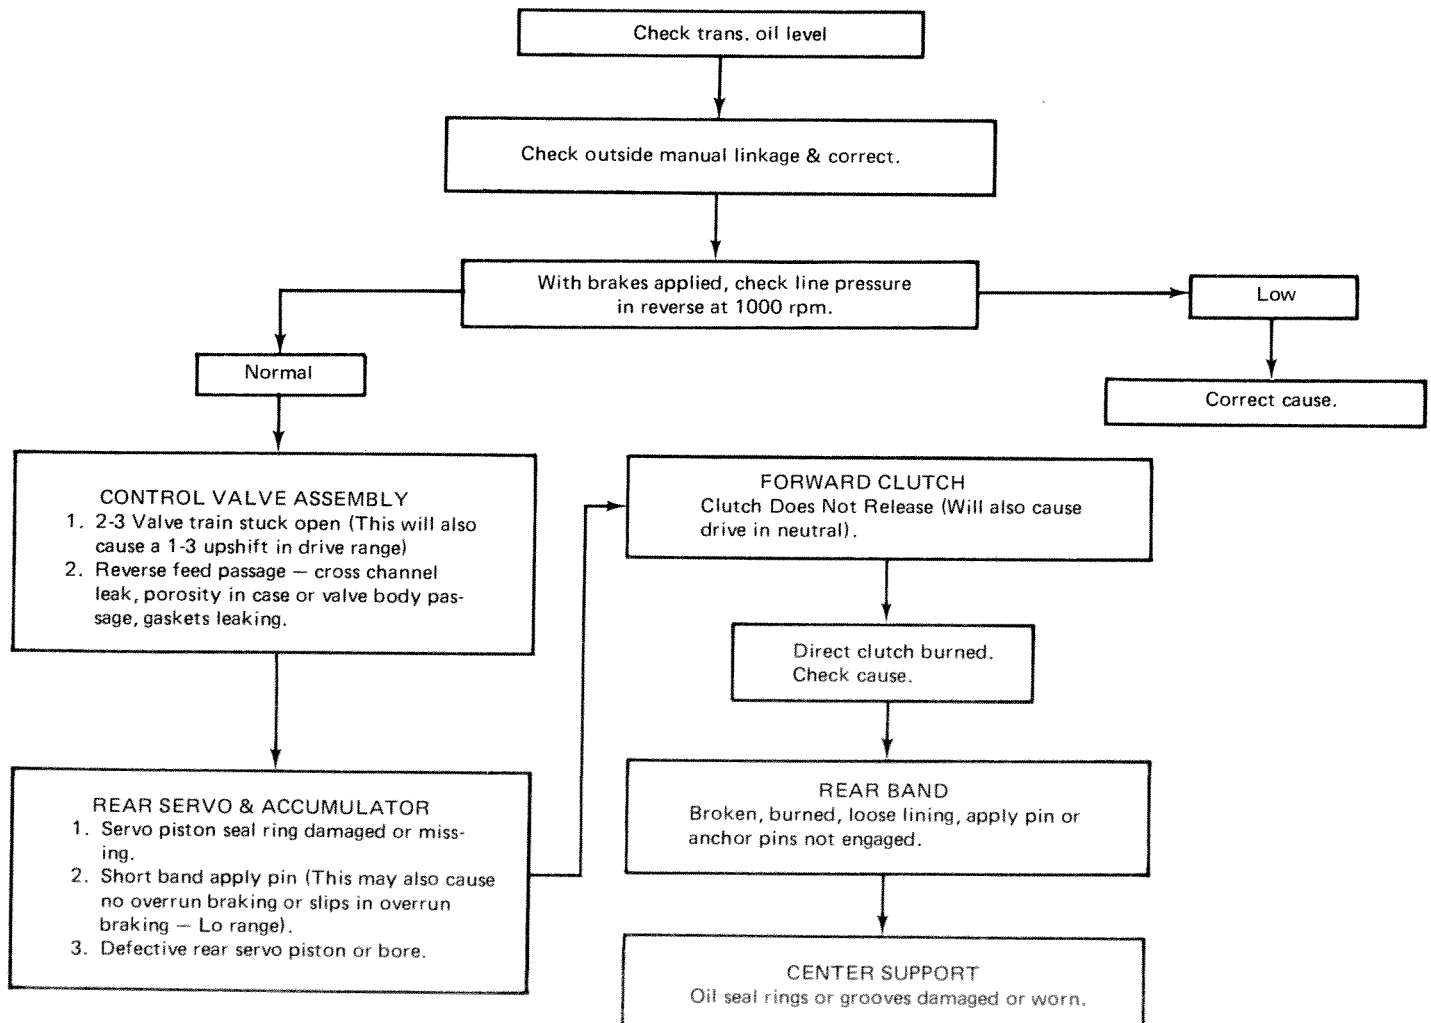 Check trans. oil level
Check outside manual linkage & correct.
With brakes applied, check line pressure
in reverse at 1000 rpm.
Low
Correct cause.
Normal
CONTROL VALVE ASSEMBLY
1. 2-3 Valve train stuck open (This will also
cause a 1-3 upshift in drive range)
2. Reverse feed passage — cross channel
leak, porosity in case or valve body pas-
sage, gaskets leaking.
REAR SERVO & ACCUMULATOR
1. Servo piston seal ring damaged or miss-
ing.
2. Short band apply pin (This may also cause
no overrun braking or slips in overrun
braking — Lo range).
3. Defective rear servo piston or bore.
FORWARD CLUTCH
Clutch Does Not Release (Will also cause
drive in neutral).
Direct clutch burned.
Check cause.
REAR BAND
Broken, burned, loose lining, apply pin or
anchor pins not engaged.
CENTER SUPPORT
Oil seal rings or grooves damaged or worn.